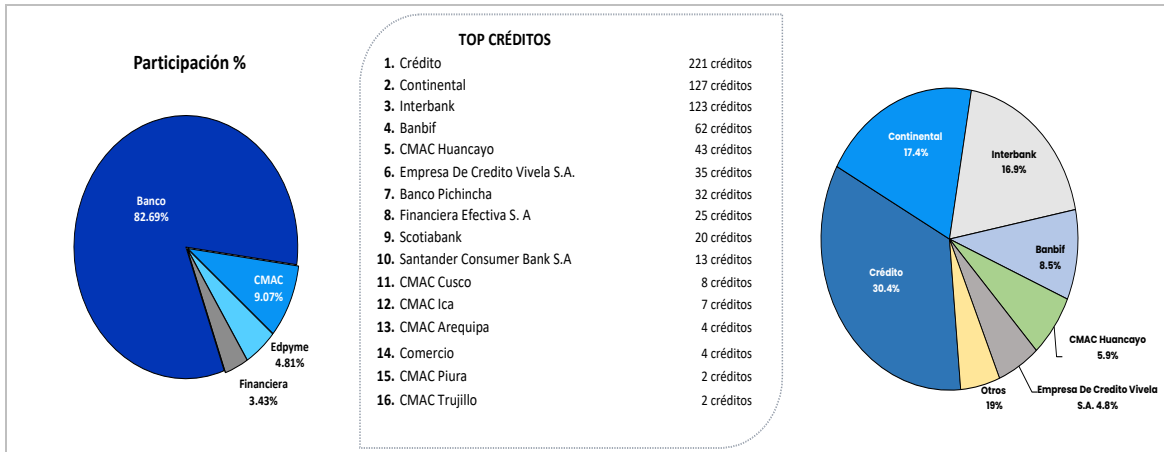 Participación %
Banco
82.69%
CMAC
9.07%
Edpyme
4.81%
Financiera
3.43%
TOP CRÉDITOS
1. Crédito 221 créditos
2. Continental 127 créditos
3. Interbank 123 créditos
4. Banbif 62 créditos
5. CMAC Huancayo 43 créditos
6. Empresa De Credito Vivela S.A. 35 créditos
7. Banco Pichincha 32 créditos
8. Financiera Efectiva S. A 25 créditos
9. Scotiabank 20 créditos
10. Santander Consumer Bank S.A 13 créditos
11. CMAC Cusco 8 créditos
12. CMAC Ica 7 créditos
13. CMAC Arequipa 4 créditos
14. Comercio 4 créditos
15. CMAC Piura 2 créditos
16. CMAC Trujillo 2 créditos
Continental
17.4%
Interbank
16.9%
Banbif
8.5%
Crédito
30.4%
CMAC Huancayo
5.9%
Empresa De Credito Vivela
S.A. 4.8%
Otros
19%